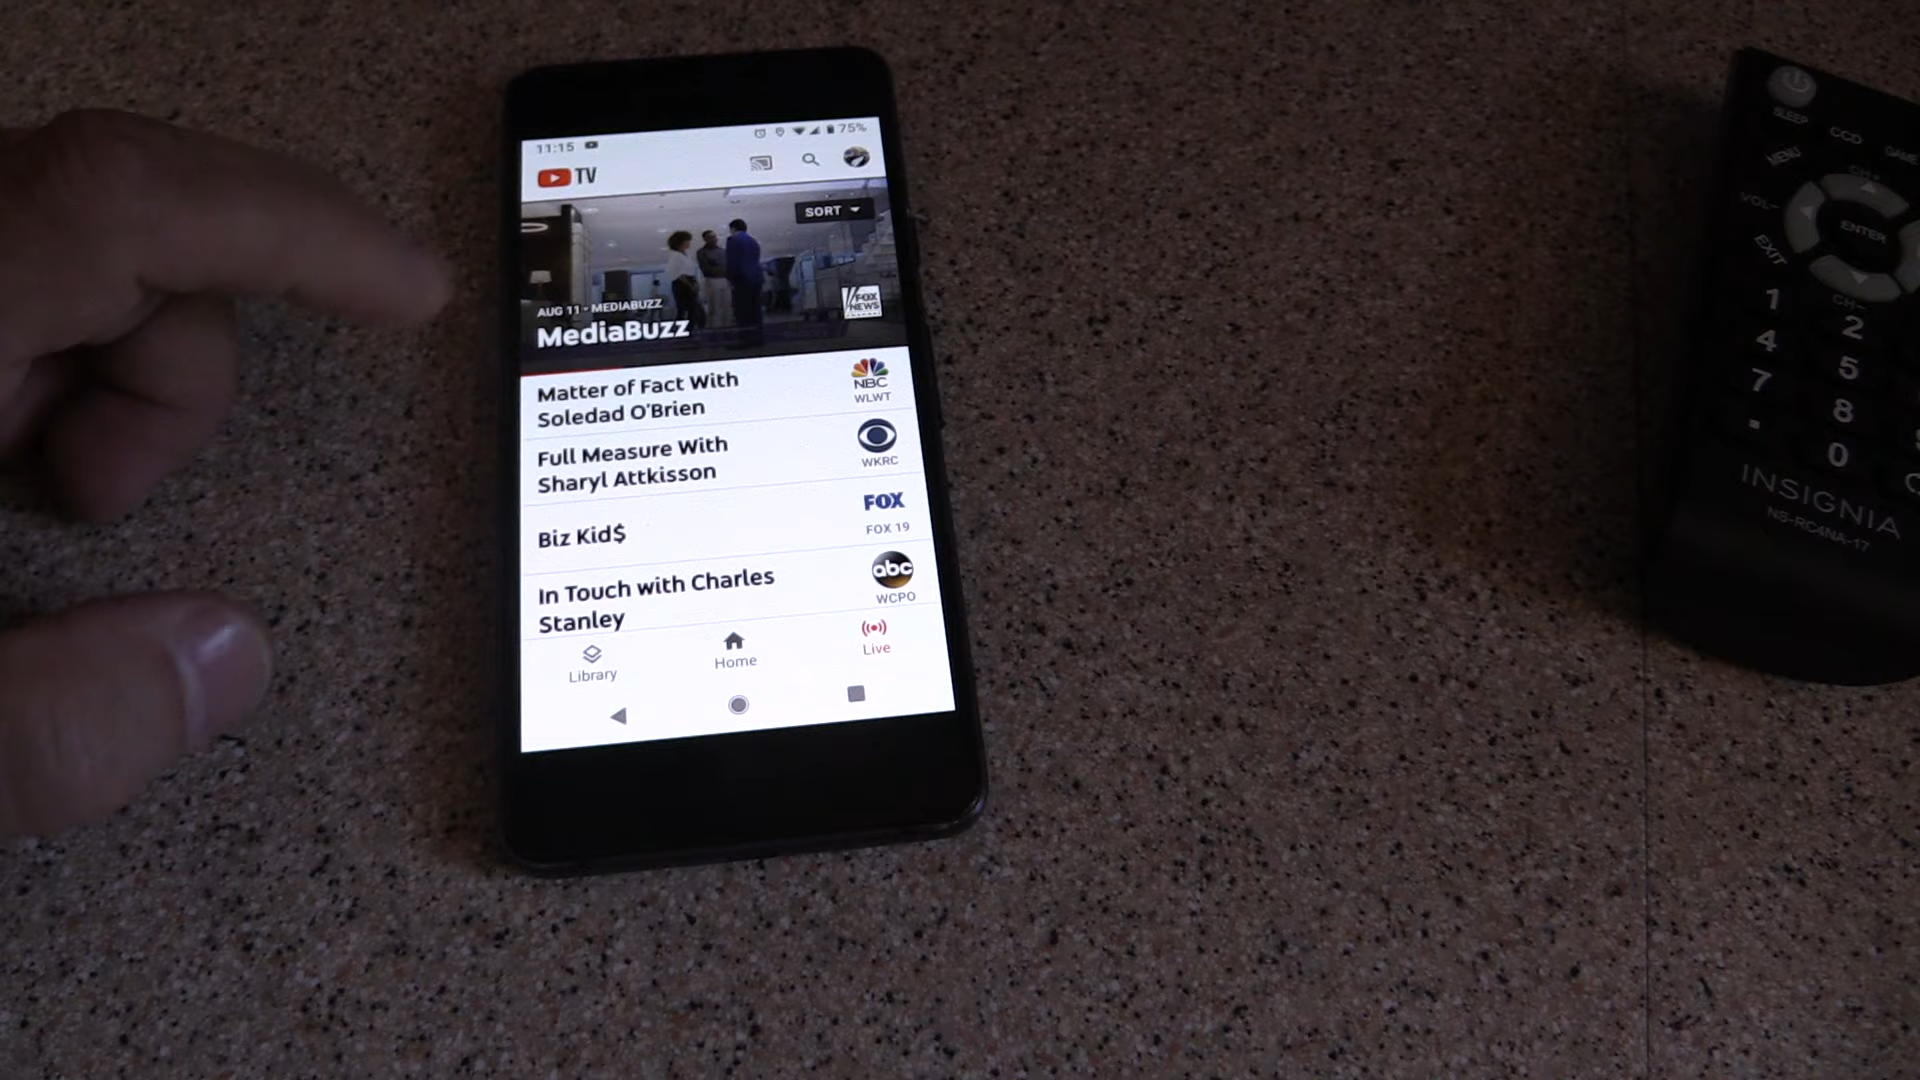 11:15
75%
TV
SORT
AUG 11 - MEDIABUZZ
MediaBuzz
FOX
NEWS
Matter of Fact With
Soledad O'Brien
NBC
WLWT
Full Measure With
Sharyl Attkisson
WKRC
Biz Kid$
FOX
FOX 19
In Touch with Charles
Stanley
abc
WCPO
Library
Home
Live
SLEEP
CCD
GAME
MENU
CH+
VOL-
ENTER
EXIT
CH-
1
2
4
5
7
8
0
INSIGNIA
NS-RC4NA-17